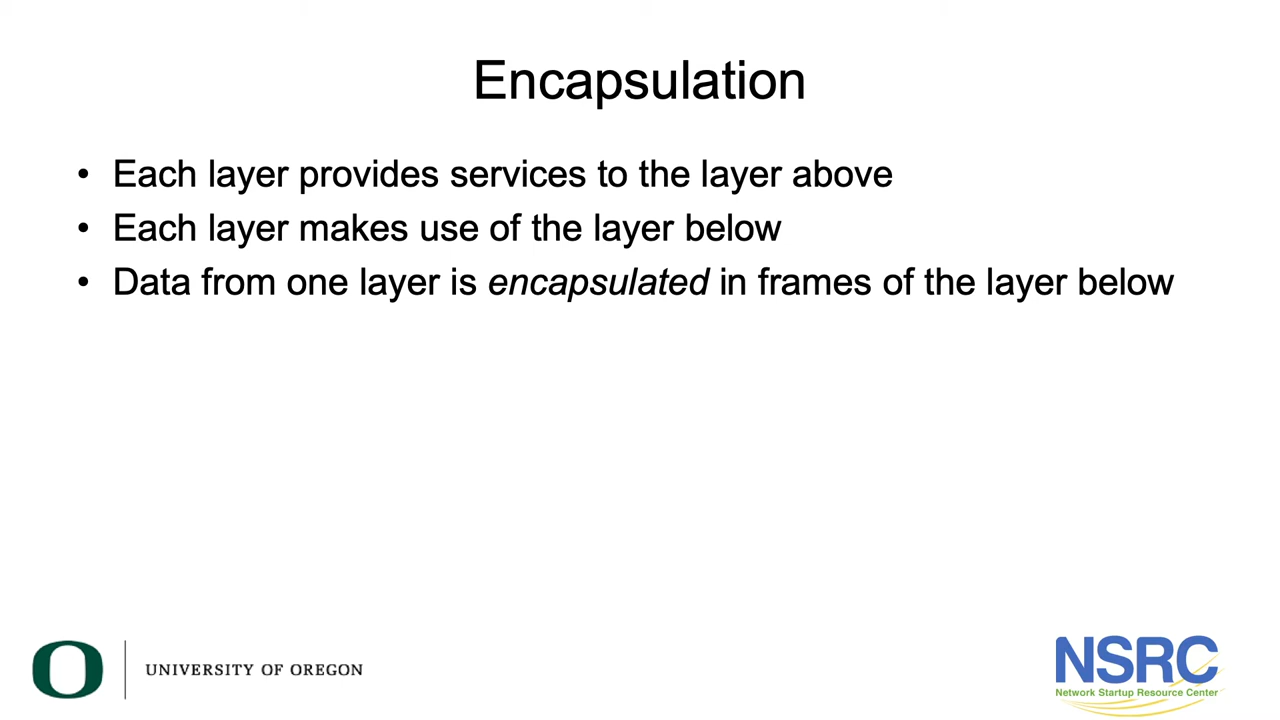 Encapsulation
• Each layer provides services to the layer above
• Each layer makes use of the layer below
• Data from one layer is encapsulated in frames of the layer below
O
UNIVERSITY OF OREGON
NSRC
Network Startup Resource Center